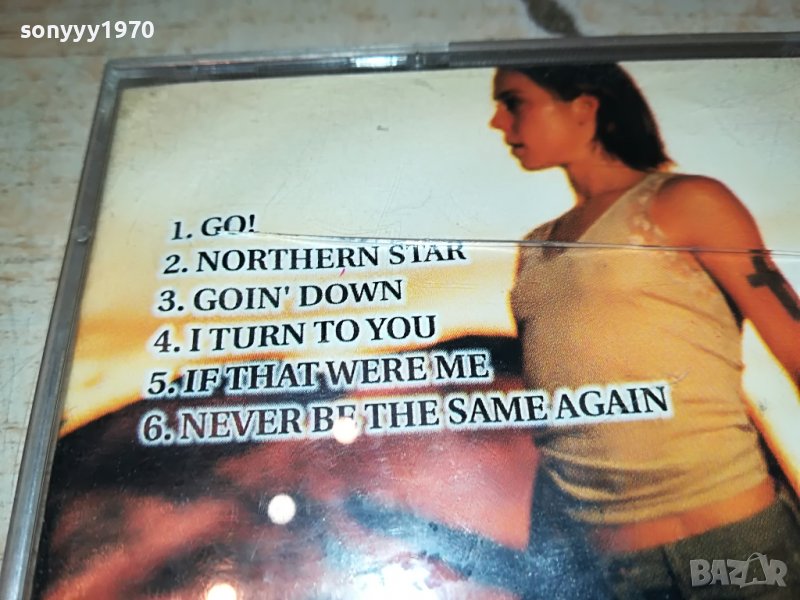 sonyyy1970
1. GO!
2. NORTHERN STAR
3. GOIN' DOWN
4. I TURN TO YOU
5. IF THAT WERE ME
6. NEVER BE THE SAME AGAIN
BAZAR